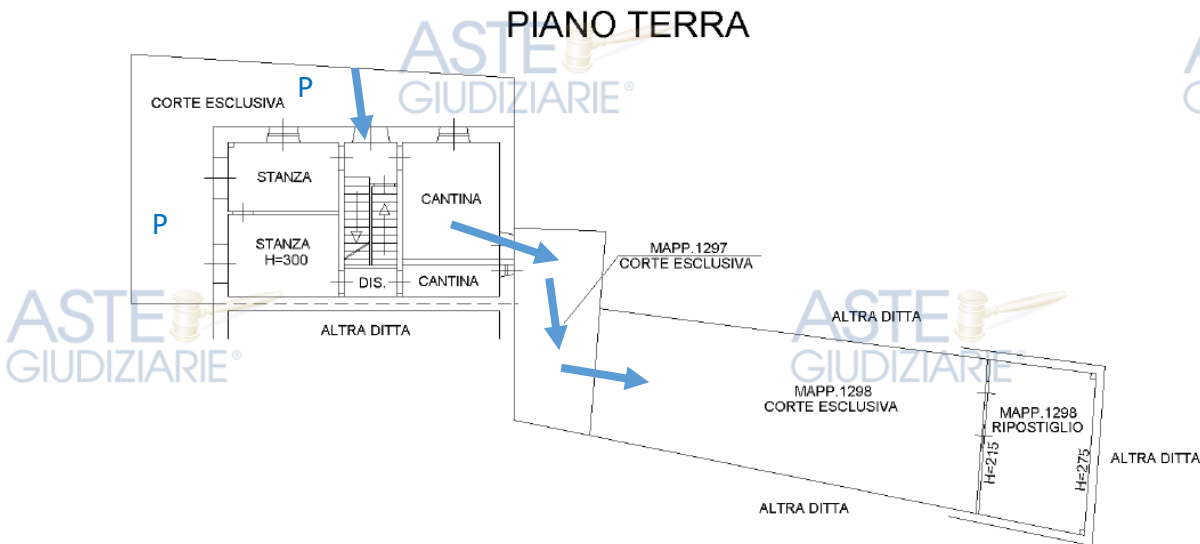 PIANO TERRA
ASTE
GIUDIZIARIE®
P
CORTE ESCLUSIVA
STANZA
CANTINA
P
STANZA
H=300
MAPP.1297
CORTE ESCLUSIVA
DIS.
CANTINA
ASTE
GIUDIZIARIE®
ALTRA DITTA
ALTRA DITTA
ASTE
GIUDIZIARIE®
MAPP.1298
CORTE ESCLUSIVA
MAPP.1298
RIPOSTIGLIO
H=215
H=275
ALTRA DITTA
ALTRA DITTA